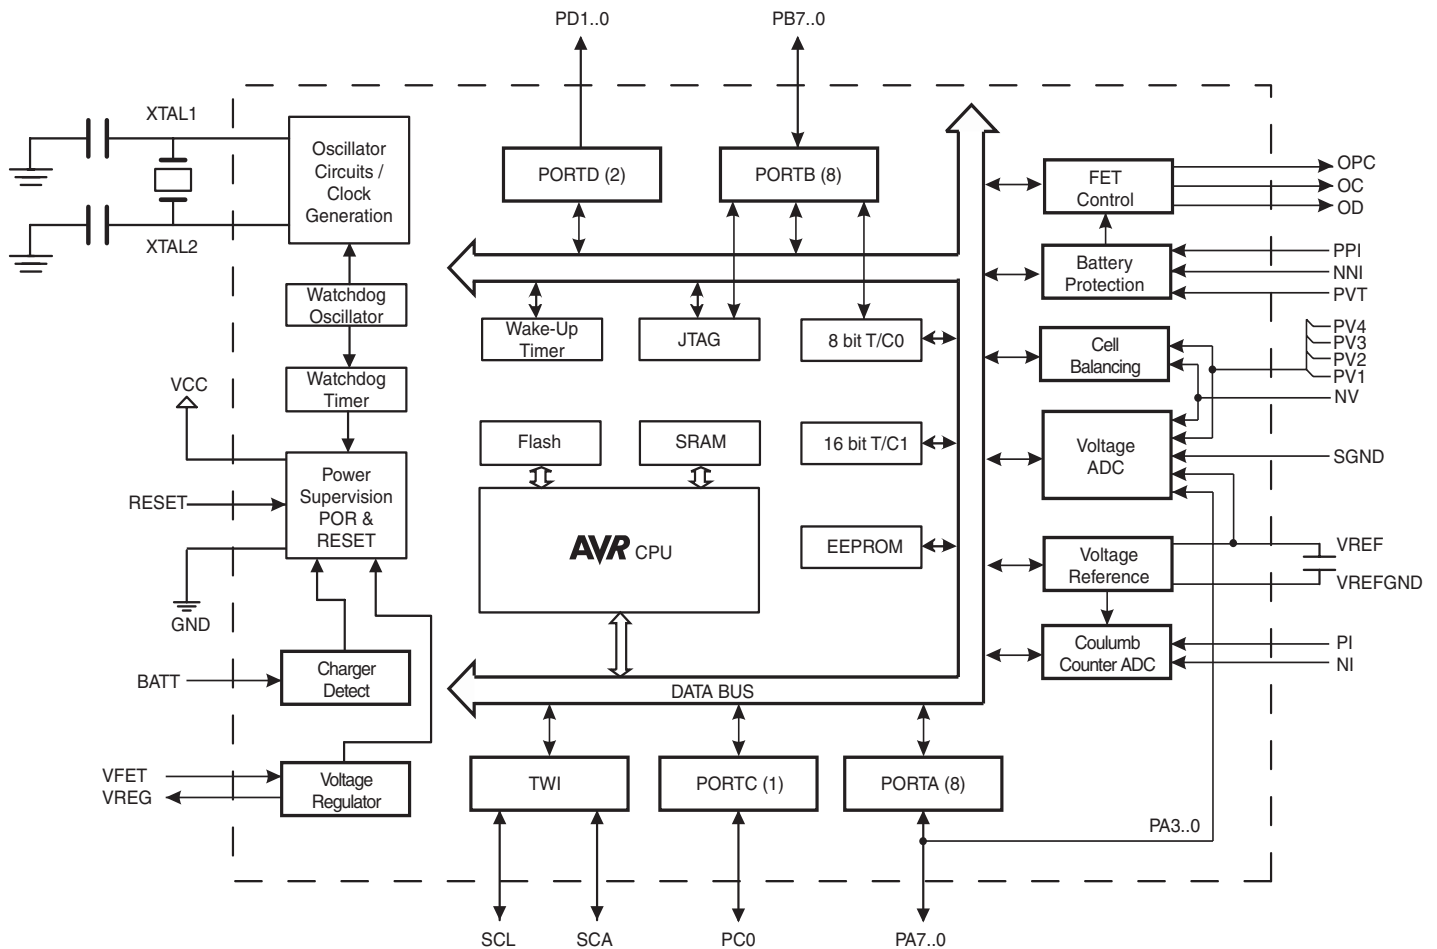 PD1..0
PB7..0
XTAL1
XTAL2
Oscillator
Circuits /
Clock
Generation
Watchdog
Oscillator
Watchdog
Timer
VCC
RESET
GND
Power
Supervision
POR &
RESET
BATT
Charger
Detect
VFET
VREG
Voltage
Regulator
PORTD (2)
PORTB (8)
Wake-Up
Timer
JTAG
8 bit T/C0
Flash
SRAM
16 bit T/C1
AVR CPU
EEPROM
DATA BUS
TWI
PORTC (1)
PORTA (8)
SCL
SCA
PC0
PA7..0
PA3..0
FET
Control
OPC
OC
OD
Battery
Protection
PPI
NNI
PVT
Cell
Balancing
PV4
PV3
PV2
PV1
NV
Voltage
ADC
SGND
Voltage
Reference
VREF
VREFGND
Coulumb
Counter ADC
PI
NI